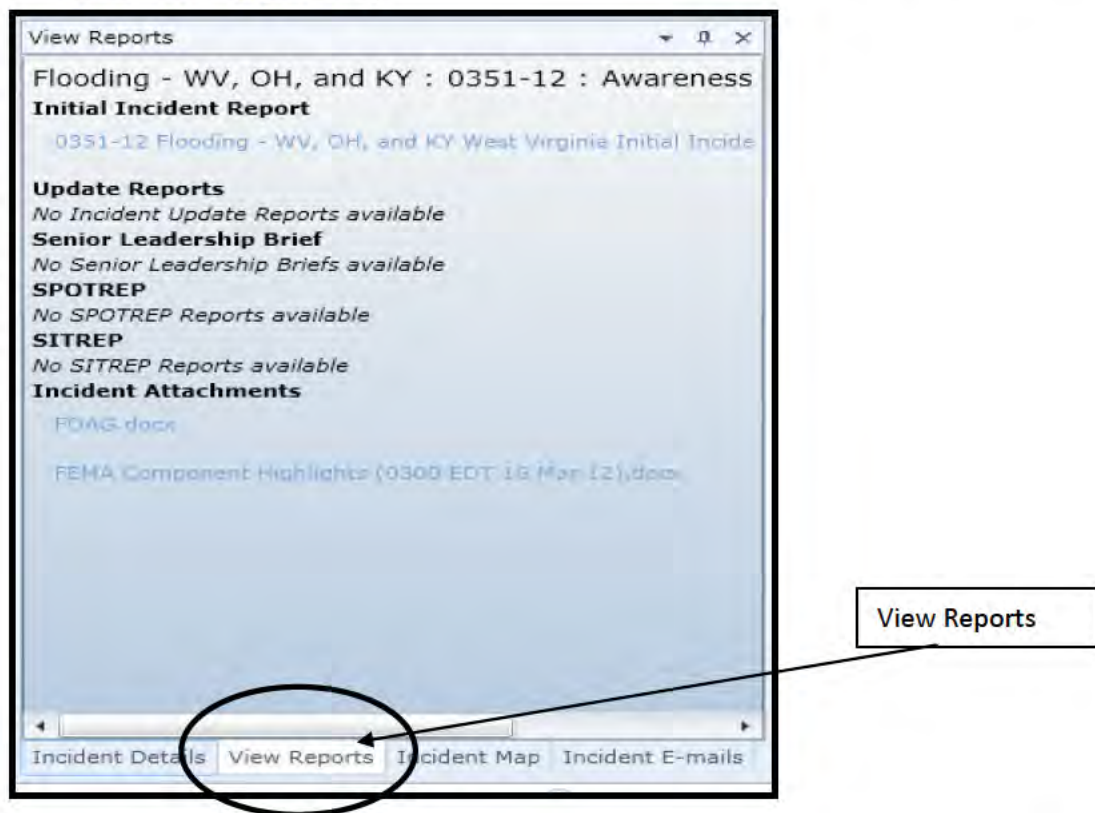 View Reports
Flooding - WV, OH, and KY : 0351-12 : Awareness
Initial Incident Report
0351-12 Flooding - WV, OH, and KY West Virginia Initial Incide
Update Reports
No Incident Update Reports available
Senior Leadership Brief
No Senior Leadership Briefs available
SPOTREP
No SPOTREP Reports available
SITREP
No SITREP Reports available
Incident Attachments
FOAG.docx
FEMA Component Highlights (0300 EDT 18 Mar 12).docx
View Reports
Incident Details View Reports Incident Map Incident E-mails